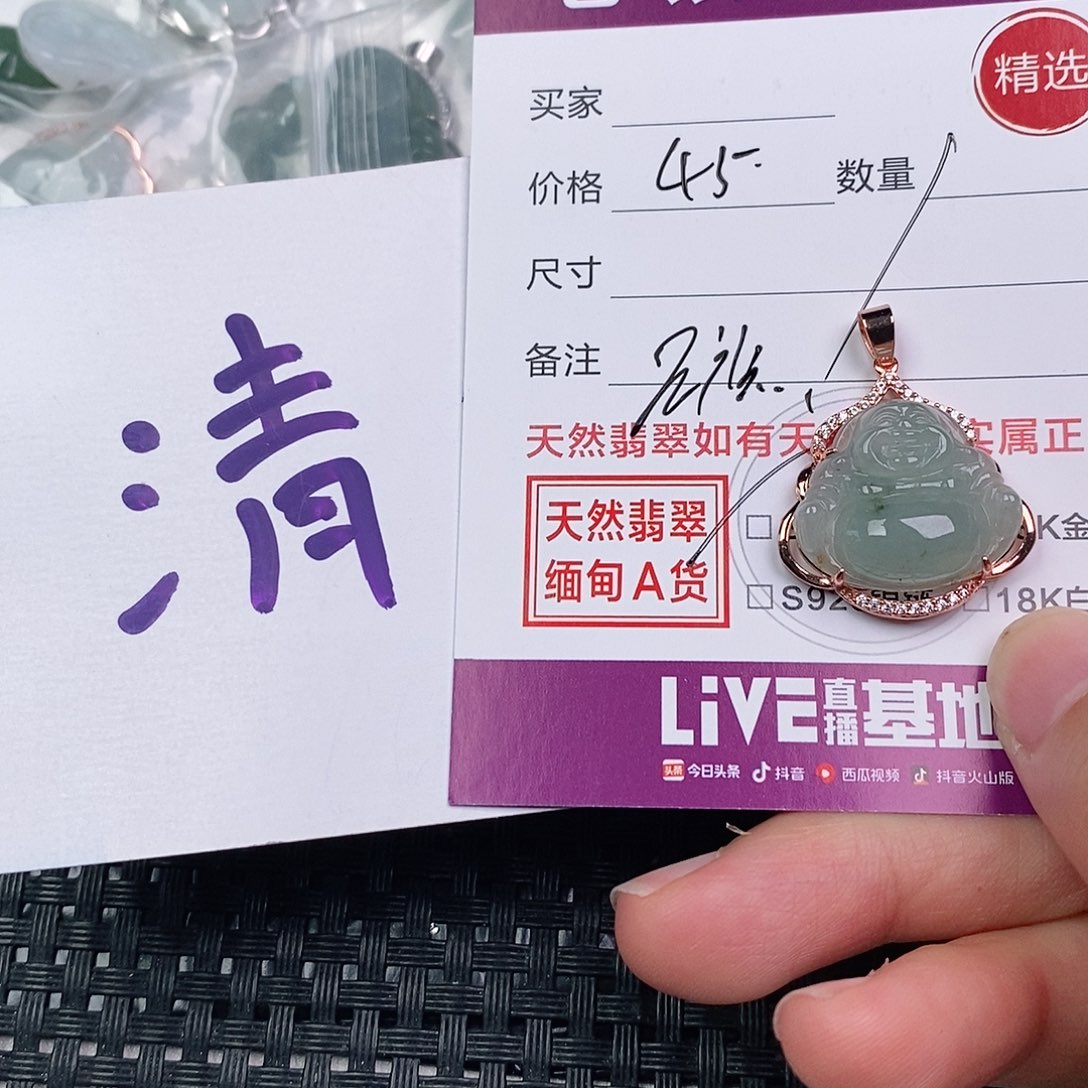 清
精选
买家
价格 45 数量
尺寸
备注
天然翡翠如有天 实属正
天然翡翠
缅甸A货
K金
S92 18K白
LiVE直播基地
头条 今日头条 抖音 西瓜视频 抖音火山版